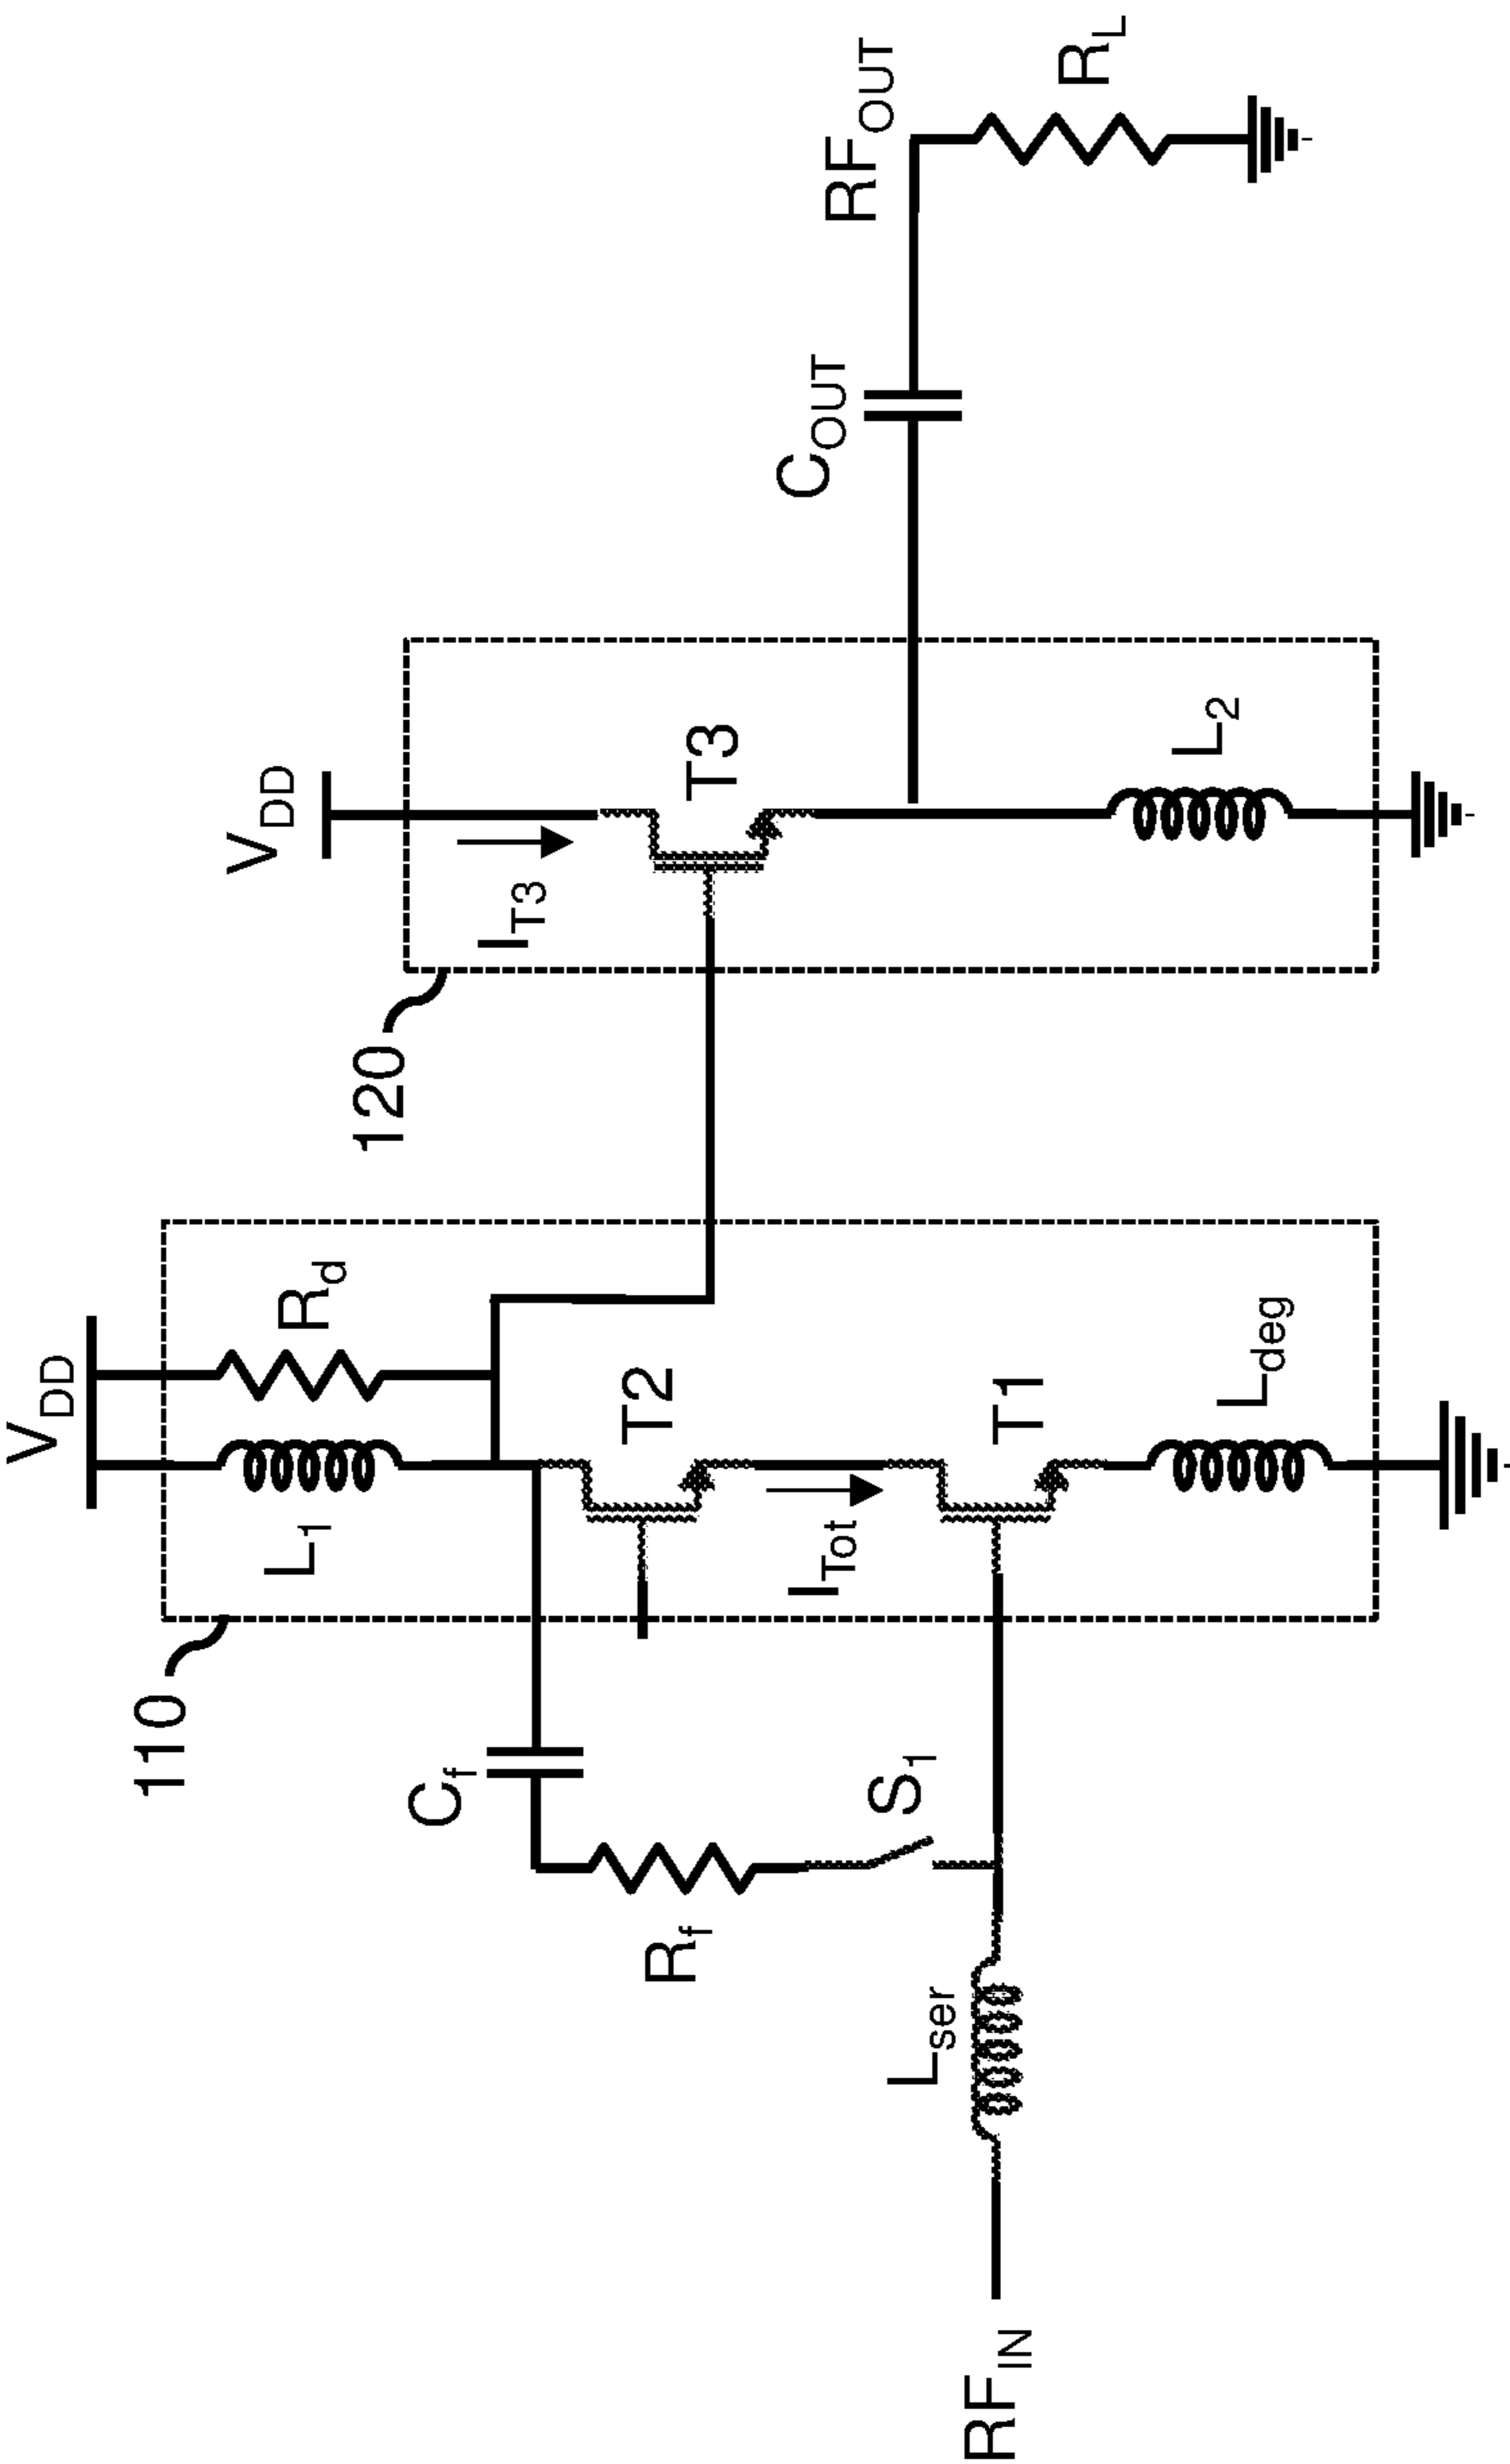 V_DD
110
L_1
R_d
C_f
T2
R_f
I_Tot
S_1
T1
L_ser
L_deg
RF_IN
120
V_DD
I_T3
T3
L_2
C_OUT
RF_OUT
R_L